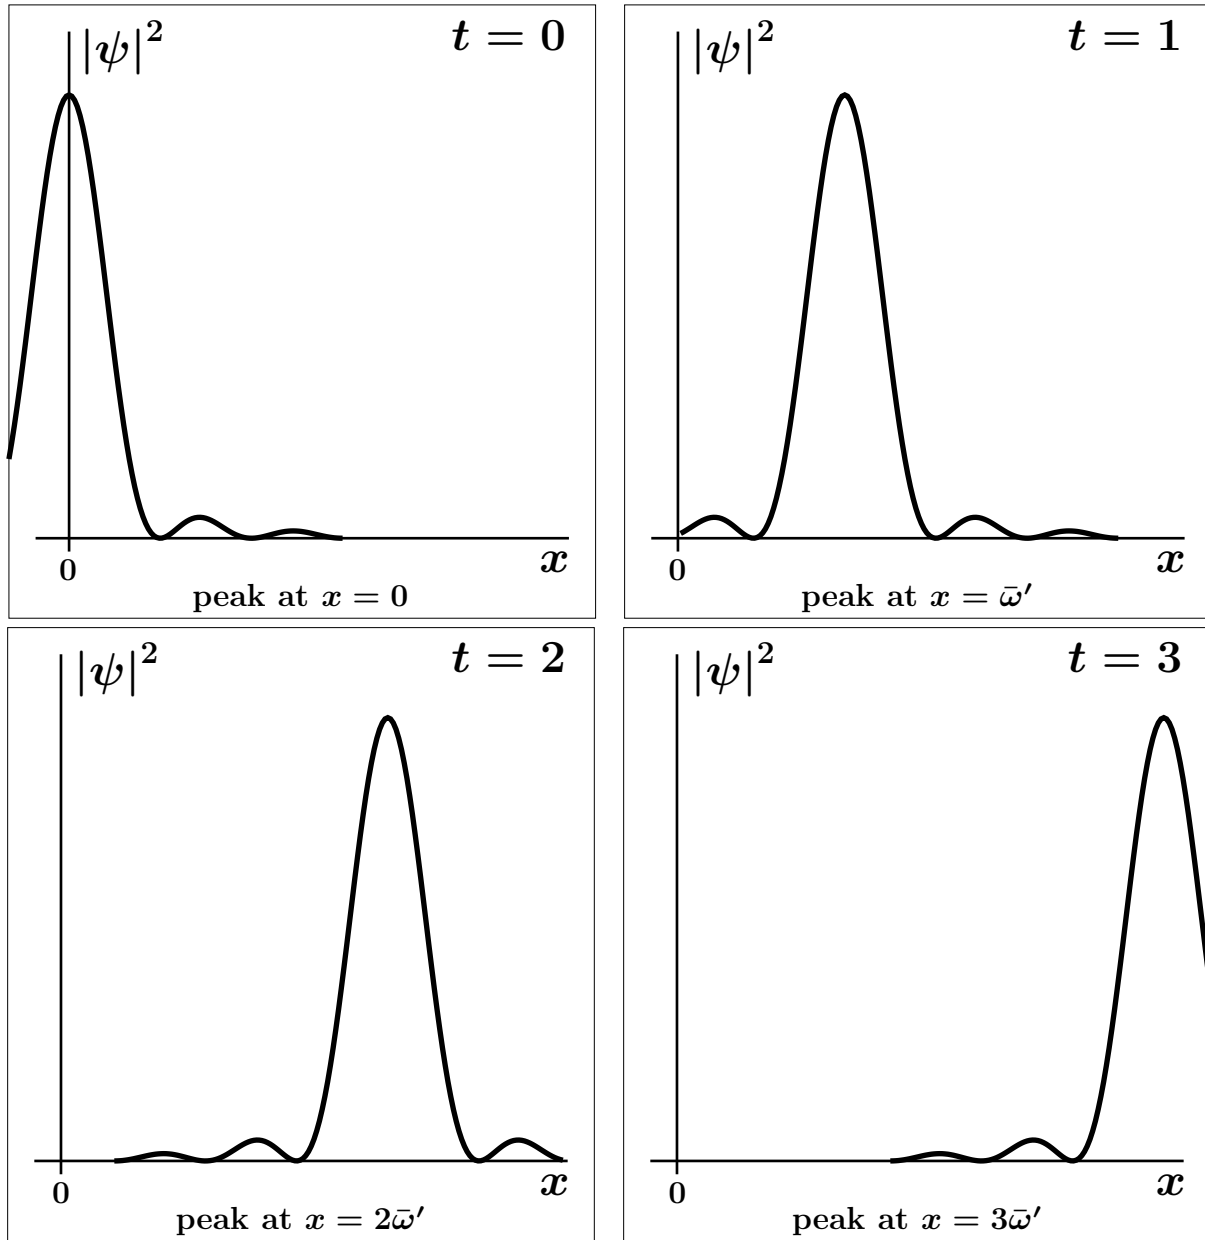 |ψ|² t = 0
0 x
peak at x = 0
|ψ|² t = 1
0 x
peak at x = ω̄′
|ψ|² t = 2
0 x
peak at x = 2ω̄′
|ψ|² t = 3
0 x
peak at x = 3ω̄′